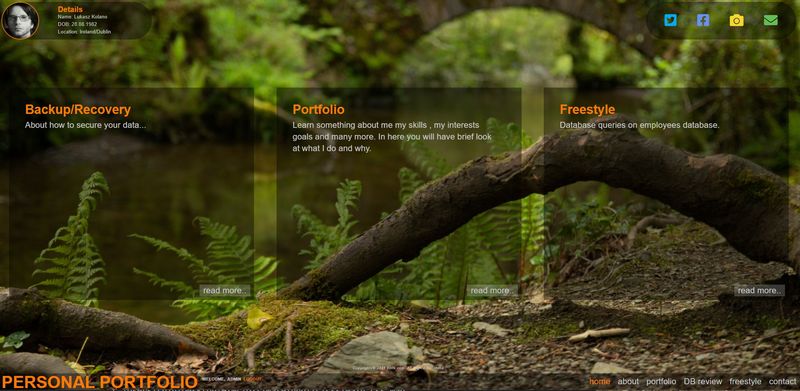 Details
Name: Lukasz Kolano
DOB: 28.08.1982
Location: Ireland/Dublin
Backup/Recovery
About how to secure your data...
read more..
Portfolio
Learn something about me my skills , my interests
goals and many more. In here you will have brief look
at what I do and why.
read more..
Freestyle
Database queries on employees database.
read more..
PERSONAL PORTFOLIO
WELCOME, ADMIN LOGOUT
home about portfolio DB review freestyle contact